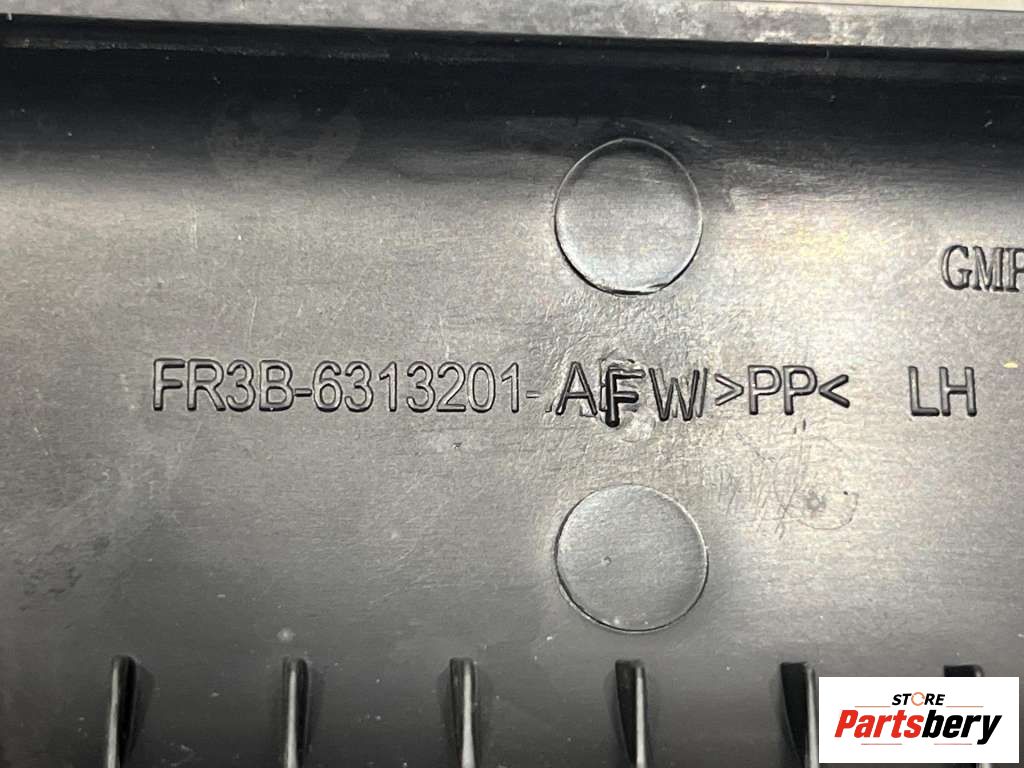 GMP
FR3B-6313201-AFW >PP< LH
STORE
Partsbery